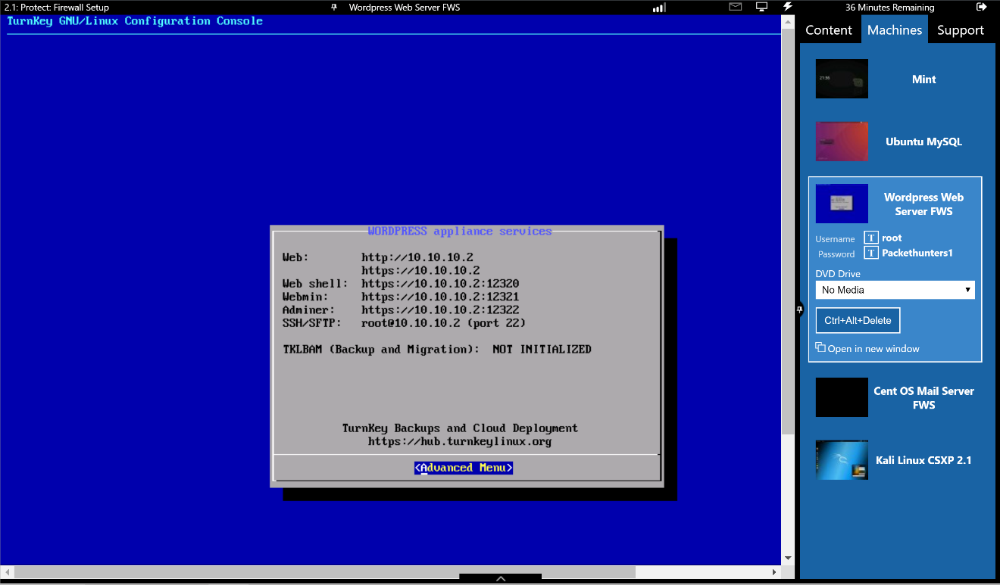 2.1: Protect: Firewall Setup
Wordpress Web Server FWS
36 Minutes Remaining
TurnKey GNU/Linux Configuration Console
WORDPRESS appliance services
Web: http://10.10.10.2
https://10.10.10.2
Web shell: https://10.10.10.2:12320
Webmin: https://10.10.10.2:12321
Adminer: https://10.10.10.2:12322
SSH/SFTP: root@10.10.10.2 (port 22)
TKLBAM (Backup and Migration): NOT INITIALIZED
TurnKey Backups and Cloud Deployment
https://hub.turnkeylinux.org
<Advanced Menu>
Content Machines Support
21:36
Mint
Ubuntu MySQL
Wordpress Web
Server FWS
Username T root
Password T Packethunters1
DVD Drive
No Media
Ctrl+Alt+Delete
Open in new window
Cent OS Mail Server
FWS
Kali Linux CSXP 2.1